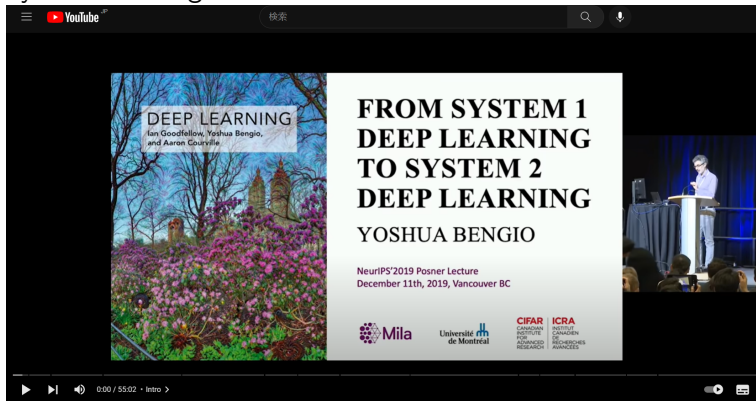 YouTube JP
検索
DEEP LEARNING
Ian Goodfellow, Yoshua Bengio,
and Aaron Courville
FROM SYSTEM 1
DEEP LEARNING
TO SYSTEM 2
DEEP LEARNING
YOSHUA BENGIO
NeurIPS'2019 Posner Lecture
December 11th, 2019, Vancouver BC
Mila
Université
de Montréal
CIFAR
CANADIAN
INSTITUTE
FOR
ADVANCED
RESEARCH
ICRA
INSTITUT
CANADIEN
DE
RECHERCHES
AVANCÉES
0:00 / 55:02 • Intro >